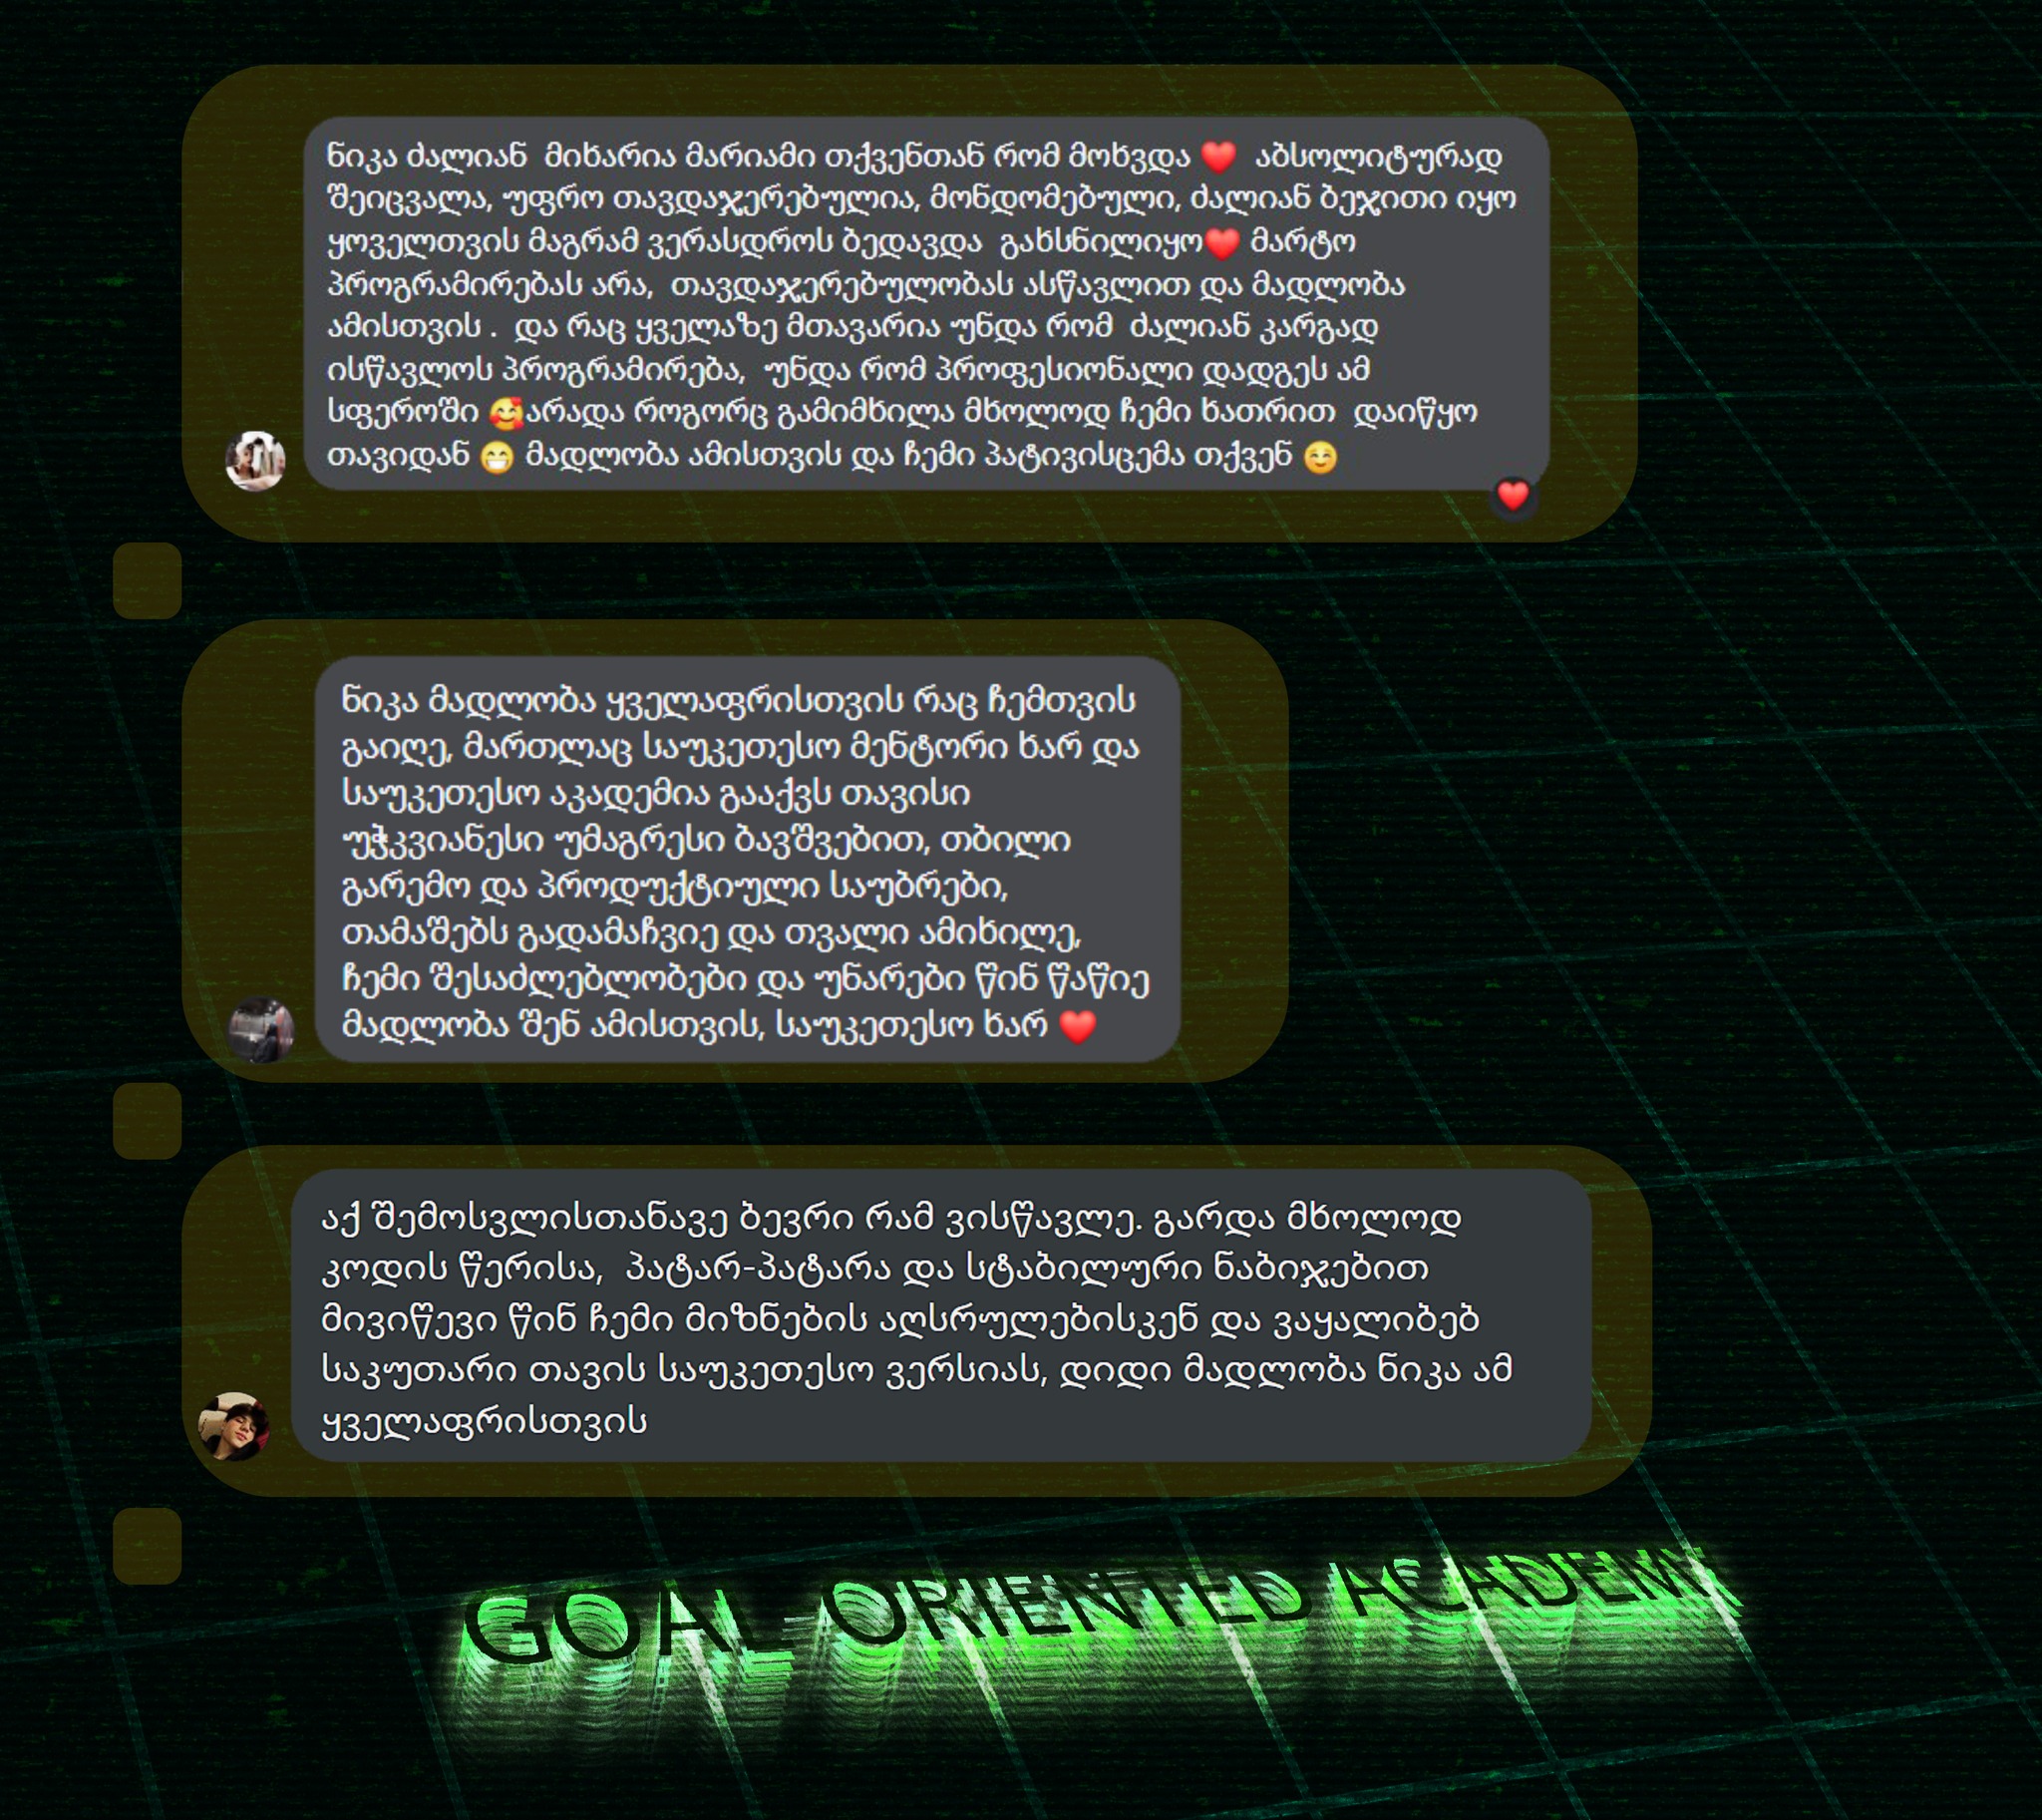 ნიკა ძალიან  მიხარია მარიამი თქვენთან რომ მოხვდა ❤️  აბსოლიტურად
შეიცვალა, უფრო თავდაჯერებულია, მონდომებული, ძალიან ბეჯითი იყო
ყოველთვის მაგრამ ვერასდროს ბედავდა  გახსნილიყო❤️ მარტო
პროგრამირებას არა,  თავდაჯერებულობას ასწავლით და მადლობა
ამისთვის .  და რაც ყველაზე მთავარია უნდა რომ  ძალიან კარგად
ისწავლოს პროგრამირება,  უნდა რომ პროფესიონალი დადგეს ამ
სფეროში 🥰არადა როგორც გამიმხილა მხოლოდ ჩემი ხათრით  დაიწყო
თავიდან 😁 მადლობა ამისთვის და ჩემი პატივისცემა თქვენ ☺️
ნიკა მადლობა ყველაფრისთვის რაც ჩემთვის
გაიღე, მართლაც საუკეთესო მენტორი ხარ და
საუკეთესო აკადემია გააქვს თავისი
უჭკვიანესი უმაგრესი ბავშვებით, თბილი
გარემო და პროდუქტიული საუბრები,
თამაშებს გადამაჩვიე და თვალი ამიხილე,
ჩემი შესაძლებლობები და უნარები წინ წაწიე
მადლობა შენ ამისთვის, საუკეთესო ხარ ❤️
აქ შემოსვლისთანავე ბევრი რამ ვისწავლე. გარდა მხოლოდ
კოდის წერისა,  პატარ-პატარა და სტაბილური ნაბიჯებით
მივიწევი წინ ჩემი მიზნების აღსრულებისკენ და ვაყალიბებ
საკუთარი თავის საუკეთესო ვერსიას, დიდი მადლობა ნიკა ამ
ყველაფრისთვის
GOAL ORIENTED ACADEMY